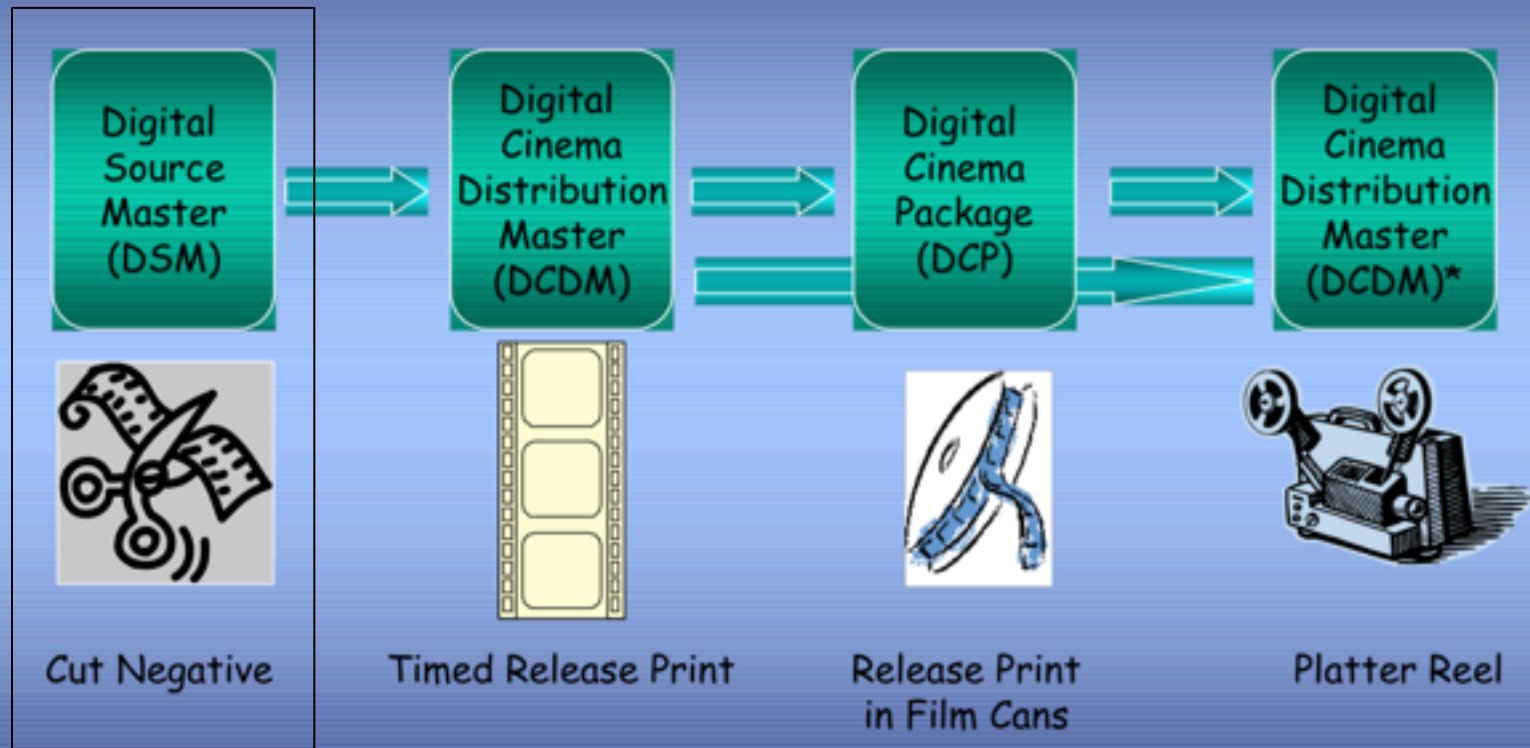 Digital
Source
Master
(DSM)
Digital
Cinema
Distribution
Master
(DCDM)
Digital
Cinema
Package
(DCP)
Digital
Cinema
Distribution
Master
(DCDM)*
Cut Negative
Timed Release Print
Release Print
in Film Cans
Platter Reel